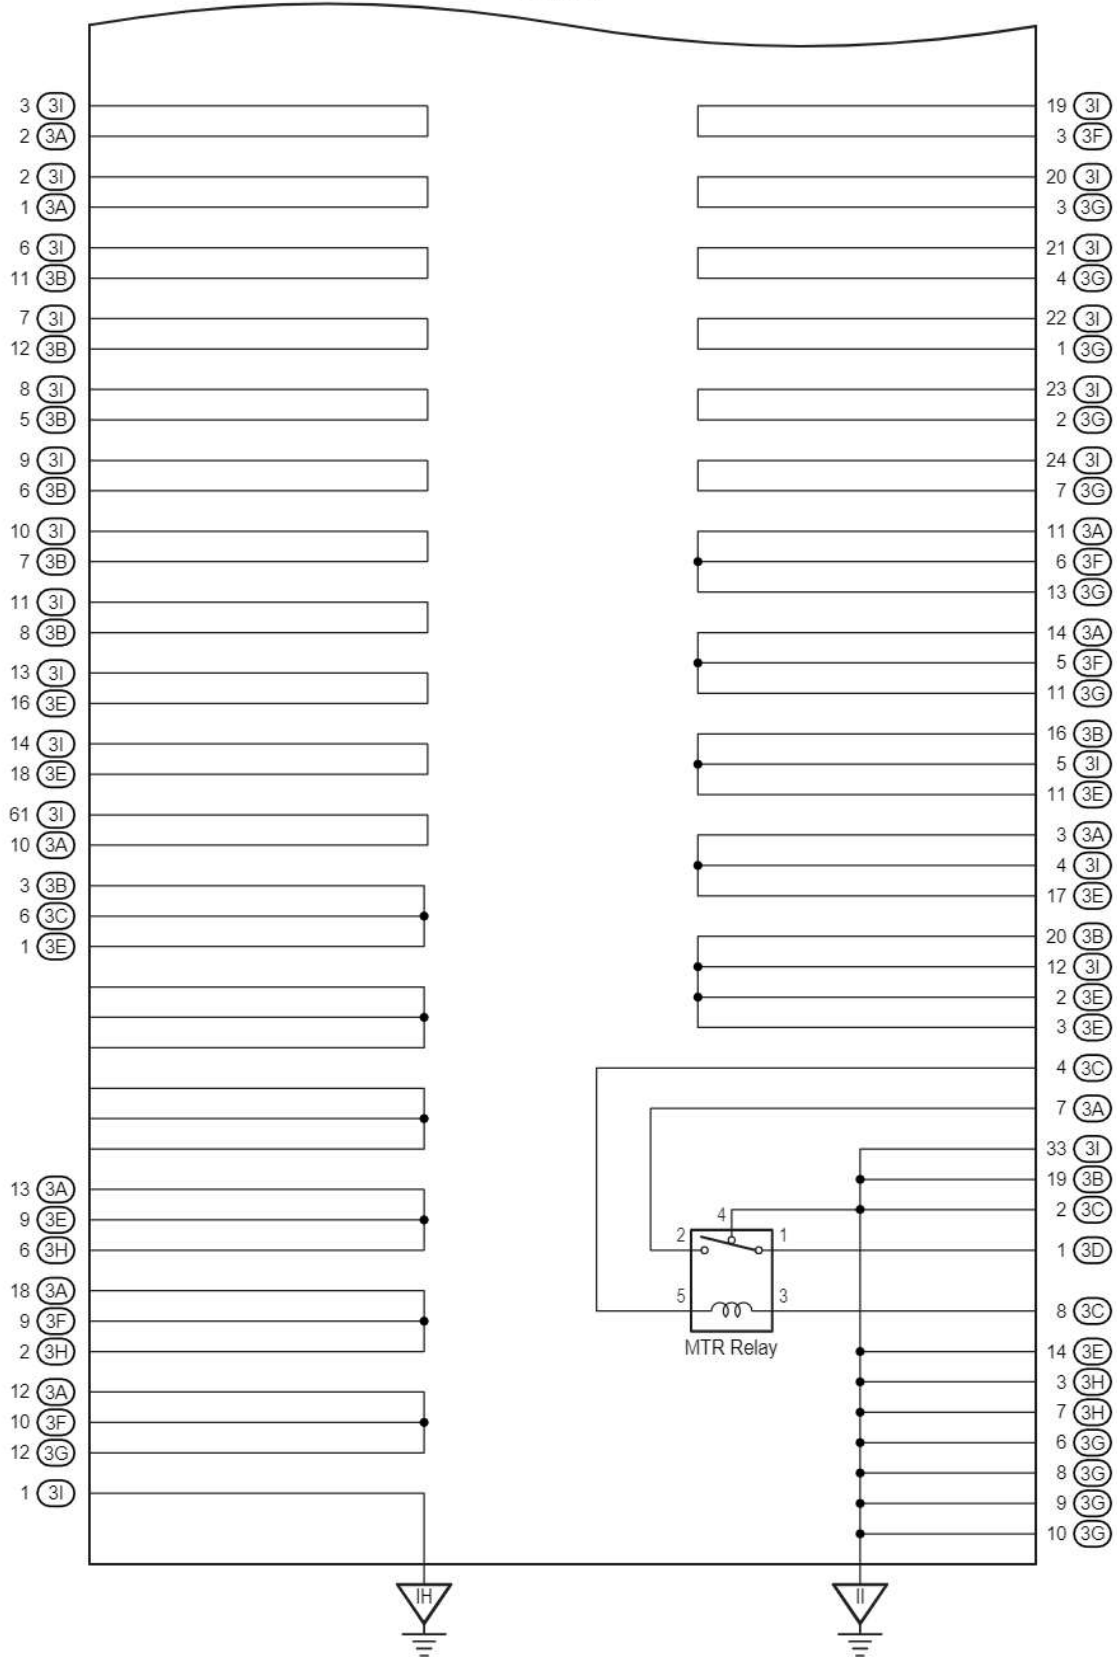 3 3I
2 3A
2 3I
1 3A
6 3I
11 3B
7 3I
12 3B
8 3I
5 3B
9 3I
6 3B
10 3I
7 3B
11 3I
8 3B
13 3I
16 3E
14 3I
18 3E
61 3I
10 3A
3 3B
6 3C
1 3E
13 3A
9 3E
6 3H
18 3A
9 3F
2 3H
12 3A
10 3F
12 3G
1 3I
IH
19 3I
3 3F
20 3I
3 3G
21 3I
4 3G
22 3I
1 3G
23 3I
2 3G
24 3I
7 3G
11 3A
6 3F
13 3G
14 3A
5 3F
11 3G
16 3B
5 3I
11 3E
3 3A
4 3I
17 3E
20 3B
12 3I
2 3E
3 3E
4 3C
7 3A
33 3I
19 3B
2 3C
4
2 1
1 3D
5 3
8 3C
MTR Relay
14 3E
3 3H
7 3H
6 3G
8 3G
9 3G
10 3G
II